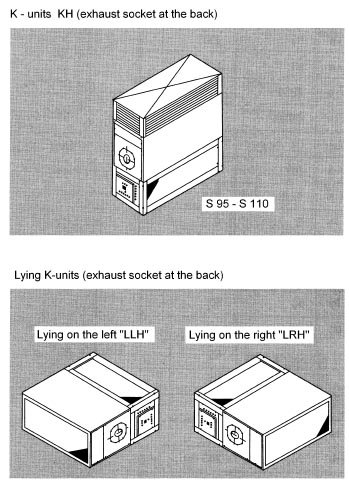 K - units  KH (exhaust socket at the back)
S 95 - S 110
Lying K-units (exhaust socket at the back)
Lying on the left "LLH"
Lying on the right "LRH"